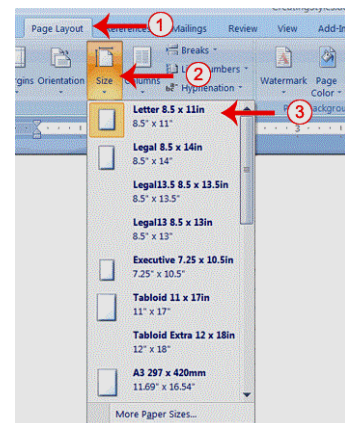 Page Layout
1
Mailings
Review
View
Add-In
Breaks
Orientation
Size
2
Hyphenation
Watermark
Page
Color
3
Letter 8.5 x 11in
8.5" x 11"
Legal 8.5 x 14in
8.5" x 14"
Legal13.5 8.5 x 13.5in
8.5" x 13.5"
Legal13 8.5 x 13in
8.5" x 13"
Executive 7.25 x 10.5in
7.25" x 10.5"
Tabloid 11 x 17in
11" x 17"
Tabloid Extra 12 x 18in
12" x 18"
A3 297 x 420mm
11.69" x 16.54"
More Paper Sizes...